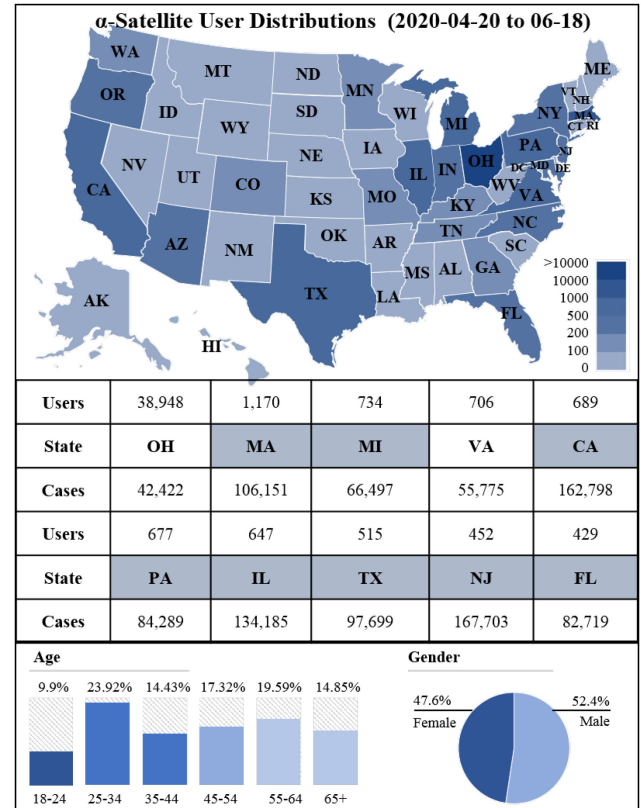 α-Satellite User Distributions (2020-04-20 to 06-18)
WA
MT
ND
MN
ME
OR
ID
SD
WI
VT
NH
WY
MI
NY
MA
CT RI
NV
NE
IA
PA
NJ
CA
UT
CO
IL
IN
OH
DC MD DE
KS
MO
WV
VA
KY
AZ
NM
OK
AR
TN
NC
SC
MS
AL
GA
TX
LA
AK
HI
FL
>10000
10000
1000
500
200
100
0
Users 38,948 1,170 734 706 689
State OH MA MI VA CA
Cases 42,422 106,151 66,497 55,775 162,798
Users 677 647 515 452 429
State PA IL TX NJ FL
Cases 84,289 134,185 97,699 167,703 82,719
Age
9.9% 23.92% 14.43% 17.32% 19.59% 14.85%
18-24 25-34 35-44 45-54 55-64 65+
Gender
47.6% 52.4%
Female Male